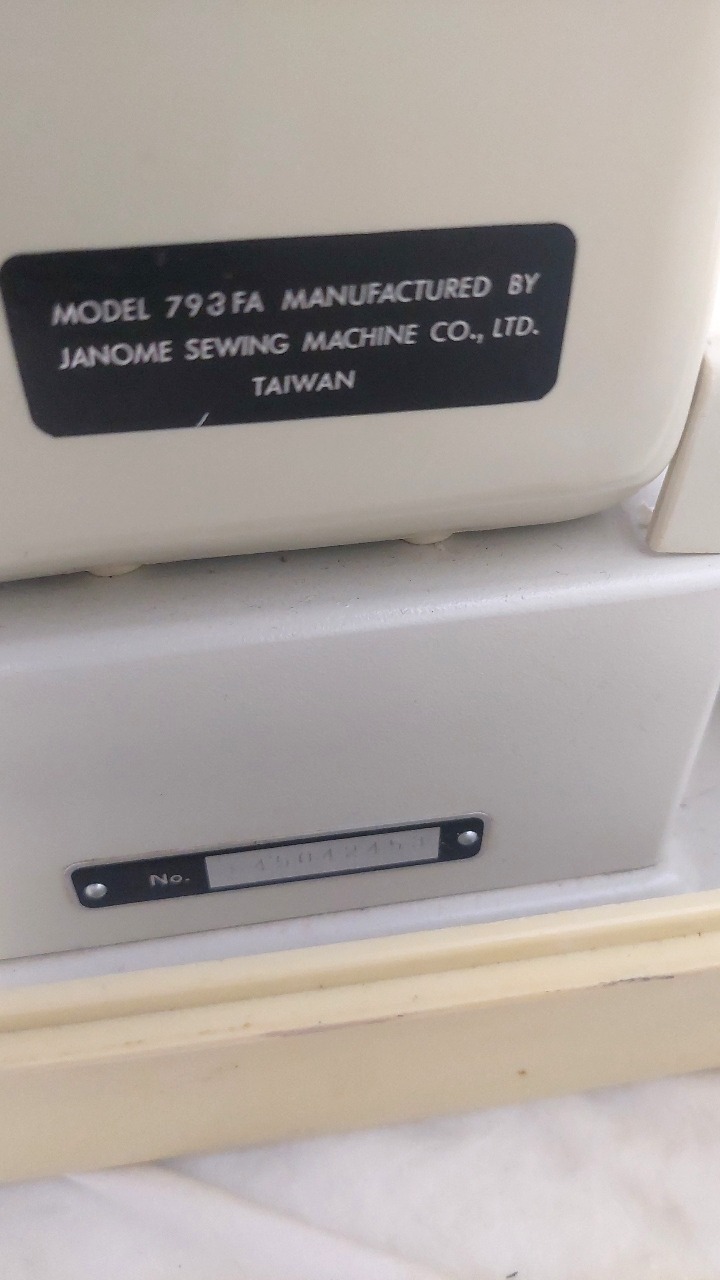 MODEL 793FA MANUFACTURED BY
JANOME SEWING MACHINE CO., LTD.
TAIWAN
No.